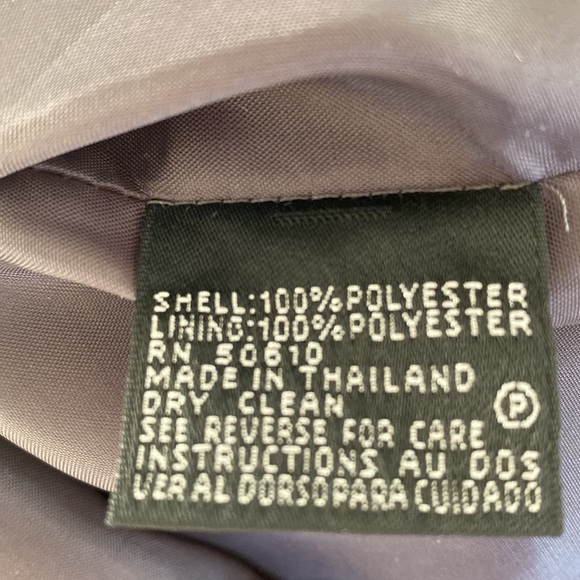 SHELL:100%POLYESTER
LINING:100%POLYESTER
RN 50610
MADE IN THAILAND
DRY CLEAN P
SEE REVERSE FOR CARE
INSTRUCTIONS AU DOS
VER AL DORSO PARA CUIDADO